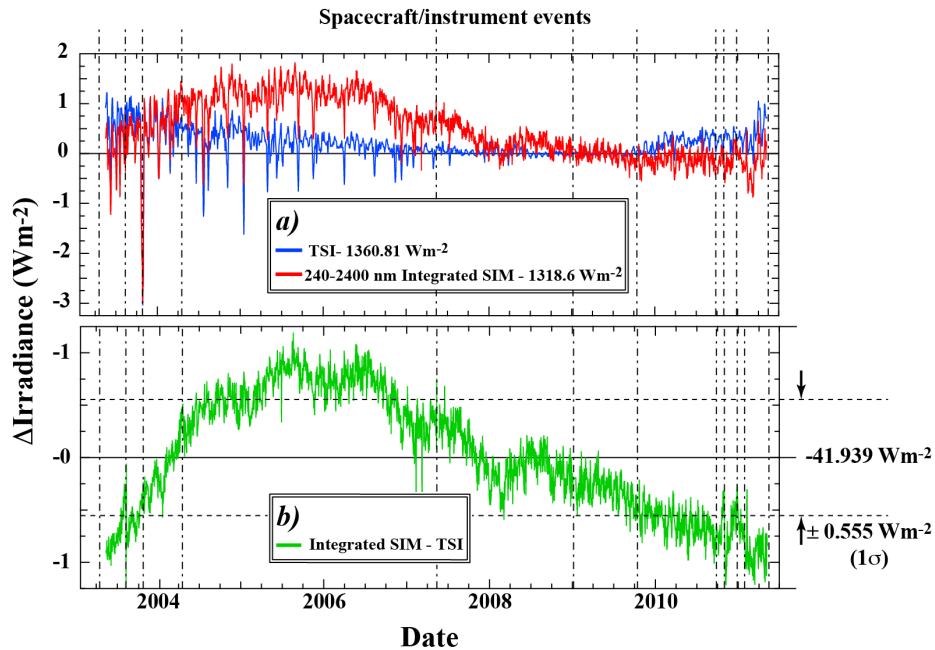 Spacecraft/instrument events
2
1
0
-1
-2
-3
a)
TSI- 1360.81 Wm-2
240-2400 nm Integrated SIM - 1318.6 Wm-2
ΔIrradiance (Wm-2)
-1
-0
-1
b)
Integrated SIM - TSI
-41.939 Wm-2
± 0.555 Wm-2
(1σ)
2004 2006 2008 2010
Date